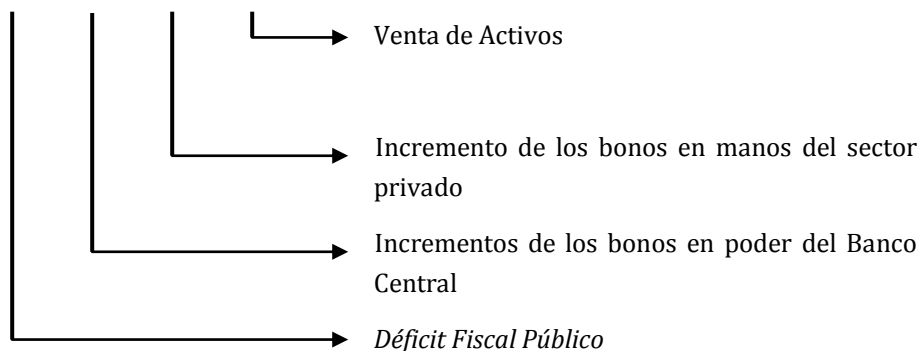 Venta de Activos
Incremento de los bonos en manos del sector
privado
Incrementos de los bonos en poder del Banco
Central
Déficit Fiscal Público